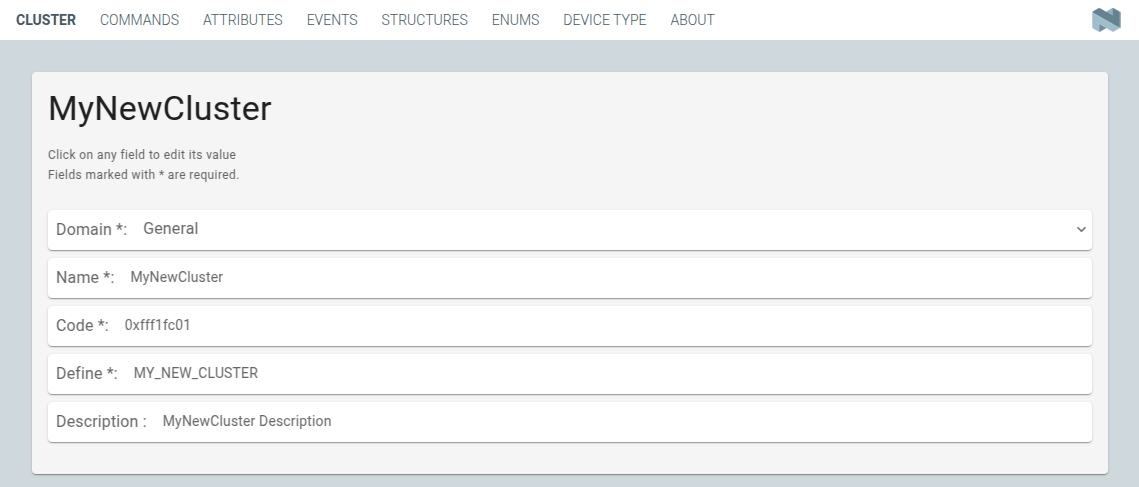 CLUSTER COMMANDS ATTRIBUTES EVENTS STRUCTURES ENUMS DEVICE TYPE ABOUT
MyNewCluster
Click on any field to edit its value
Fields marked with * are required.
Domain *: General
Name *: MyNewCluster
Code *: 0xfff1fc01
Define *: MY_NEW_CLUSTER
Description : MyNewCluster Description